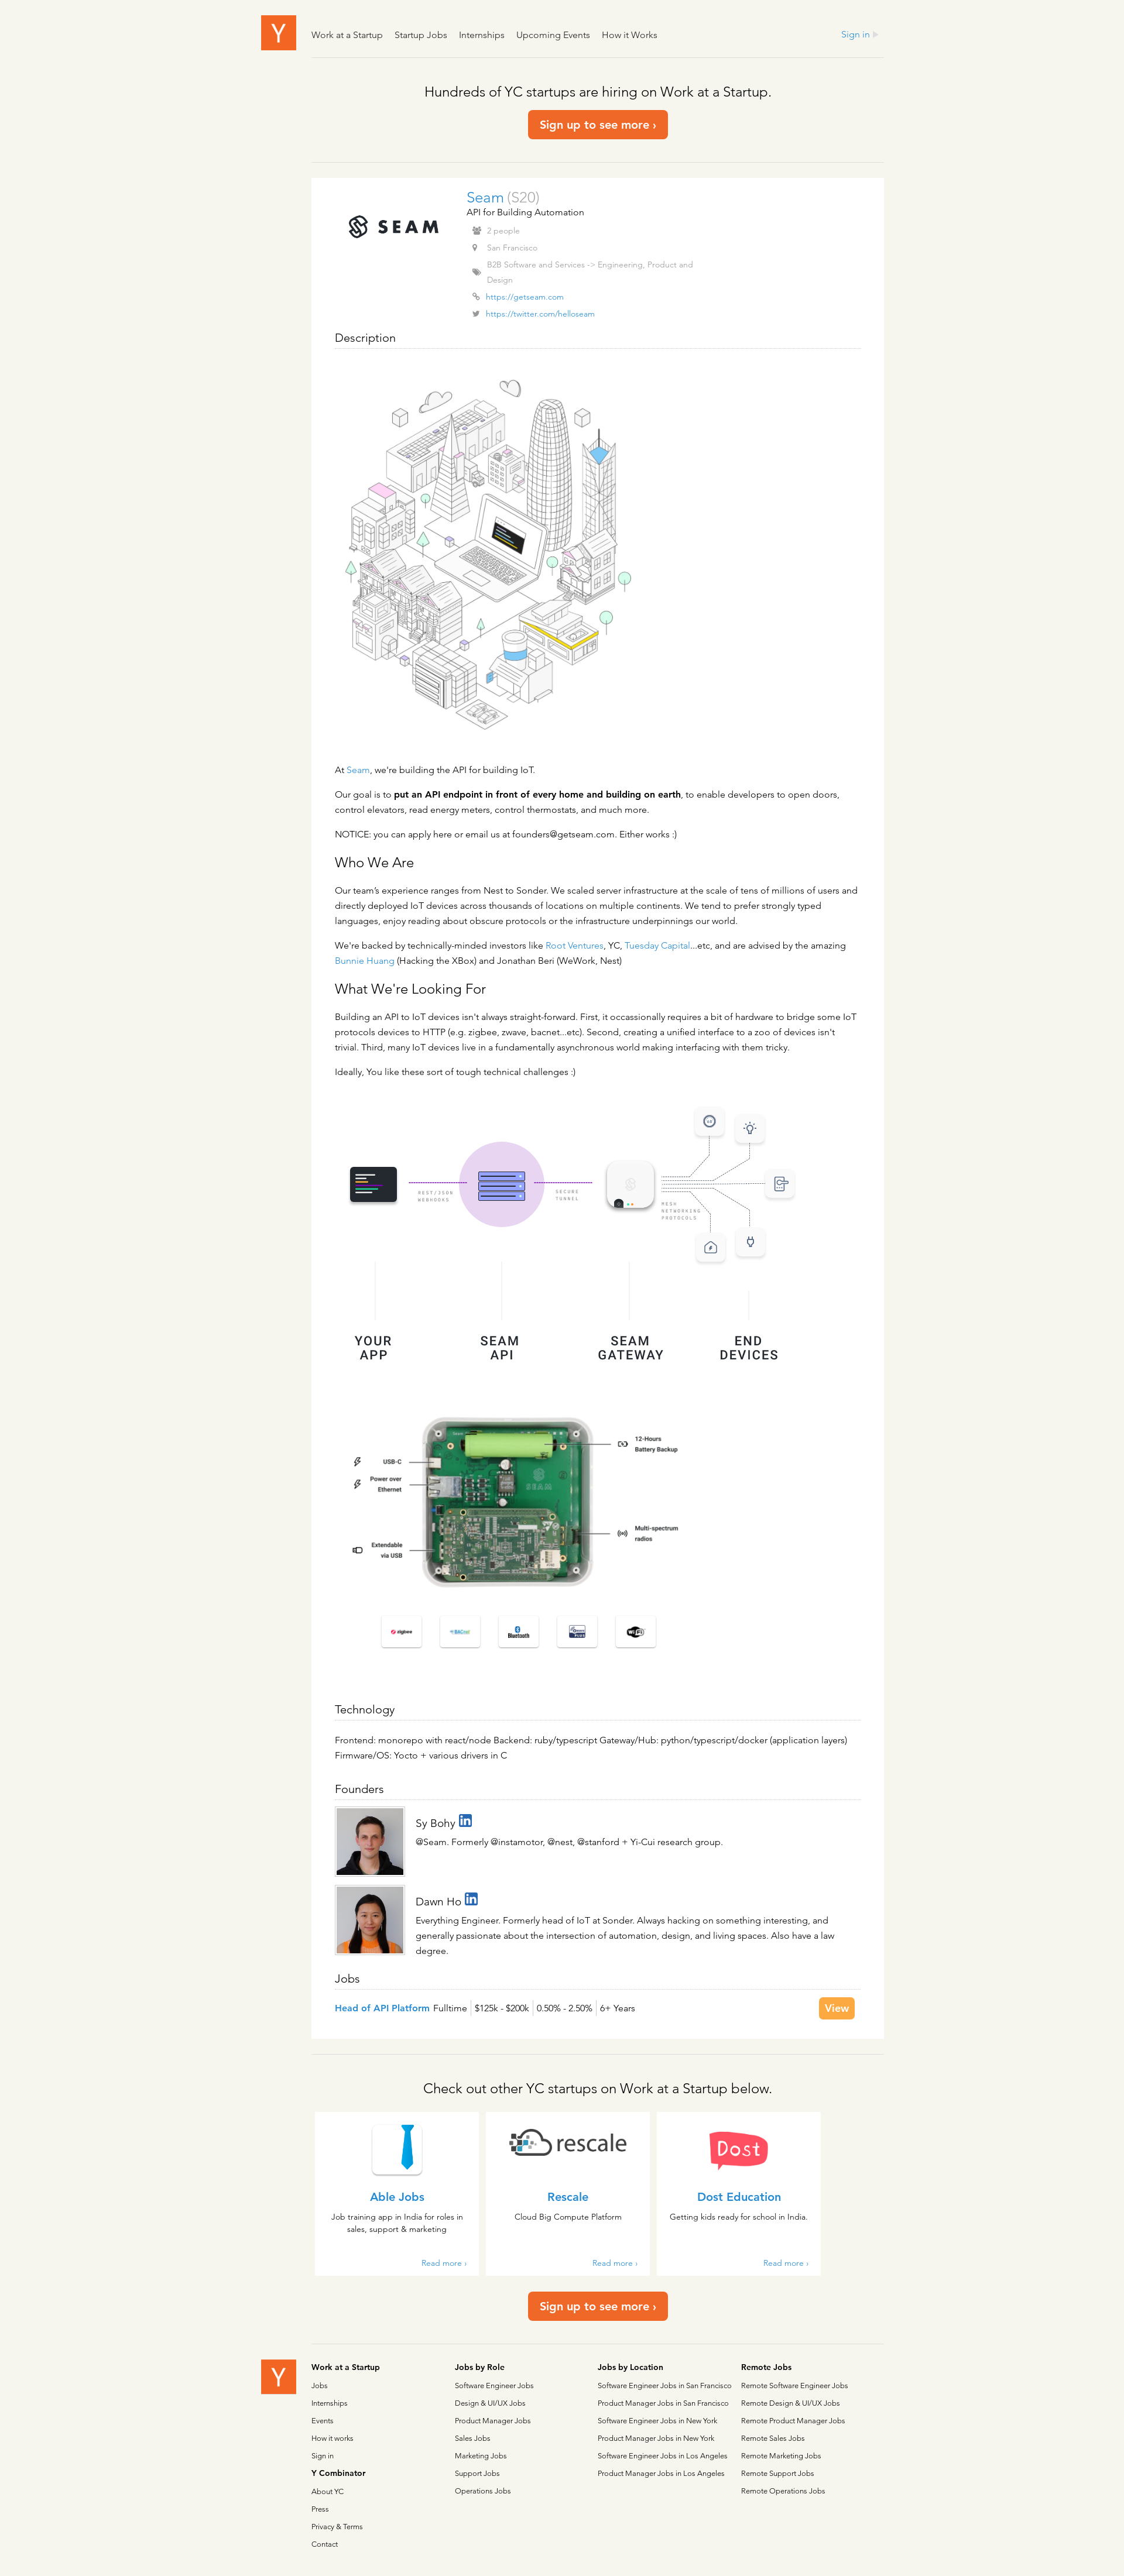 Y
Work at a Startup Startup Jobs Internships Upcoming Events How it Works
Sign in
Hundreds of YC startups are hiring on Work at a Startup.
Sign up to see more ›
SEAM
Seam (S20)
API for Building Automation
2 people
San Francisco
B2B Software and Services -> Engineering, Product and
Design
https://getseam.com
https://twitter.com/helloseam
Description
At Seam, we're building the API for building IoT.
Our goal is to put an API endpoint in front of every home and building on earth, to enable developers to open doors,
control elevators, read energy meters, control thermostats, and much more.
NOTICE: you can apply here or email us at founders@getseam.com. Either works :)
Who We Are
Our team's experience ranges from Nest to Sonder. We scaled server infrastructure at the scale of tens of millions of users and
directly deployed IoT devices across thousands of locations on multiple continents. We tend to prefer strongly typed
languages, enjoy reading about obscure protocols or the infrastructure underpinnings our world.
We're backed by technically-minded investors like Root Ventures, YC, Tuesday Capital...etc, and are advised by the amazing
Bunnie Huang (Hacking the XBox) and Jonathan Beri (WeWork, Nest)
What We're Looking For
Building an API to IoT devices isn't always straight-forward. First, it occassionally requires a bit of hardware to bridge some IoT
protocols devices to HTTP (e.g. zigbee, zwave, bacnet...etc). Second, creating a unified interface to a zoo of devices isn't
trivial. Third, many IoT devices live in a fundamentally asynchronous world making interfacing with them tricky.
Ideally, You like these sort of tough technical challenges :)
REST/JSON
WEBHOOKS
SECURE
TUNNEL
MESH
NETWORKING
PROTOCOLS
YOUR
APP
SEAM
API
SEAM
GATEWAY
END
DEVICES
12-Hours
Battery Backup
USB-C
Power over
Ethernet
SEAM
Multi-spectrum
radios
Extendable
via USB
zigbee
BACnet
Bluetooth
WiFi
Technology
Frontend: monorepo with react/node Backend: ruby/typescript Gateway/Hub: python/typescript/docker (application layers)
Firmware/OS: Yocto + various drivers in C
Founders
Sy Bohy in
@Seam. Formerly @instamotor, @nest, @stanford + Yi-Cui research group.
Dawn Ho in
Everything Engineer. Formerly head of IoT at Sonder. Always hacking on something interesting, and
generally passionate about the intersection of automation, design, and living spaces. Also have a law
degree.
Jobs
Head of API Platform Fulltime $125k - $200k 0.50% - 2.50% 6+ Years
View
Check out other YC startups on Work at a Startup below.
Able Jobs
Job training app in India for roles in
sales, support & marketing
Read more ›
rescale
Rescale
Cloud Big Compute Platform
Read more ›
Dost
Dost Education
Getting kids ready for school in India.
Read more ›
Sign up to see more ›
Y
Work at a Startup
Jobs
Internships
Events
How it works
Sign in
Y Combinator
About YC
Press
Privacy & Terms
Contact
Jobs by Role
Software Engineer Jobs
Design & UI/UX Jobs
Product Manager Jobs
Sales Jobs
Marketing Jobs
Support Jobs
Operations Jobs
Jobs by Location
Software Engineer Jobs in San Francisco
Product Manager Jobs in San Francisco
Software Engineer Jobs in New York
Product Manager Jobs in New York
Software Engineer Jobs in Los Angeles
Product Manager Jobs in Los Angeles
Remote Jobs
Remote Software Engineer Jobs
Remote Design & UI/UX Jobs
Remote Product Manager Jobs
Remote Sales Jobs
Remote Marketing Jobs
Remote Support Jobs
Remote Operations Jobs